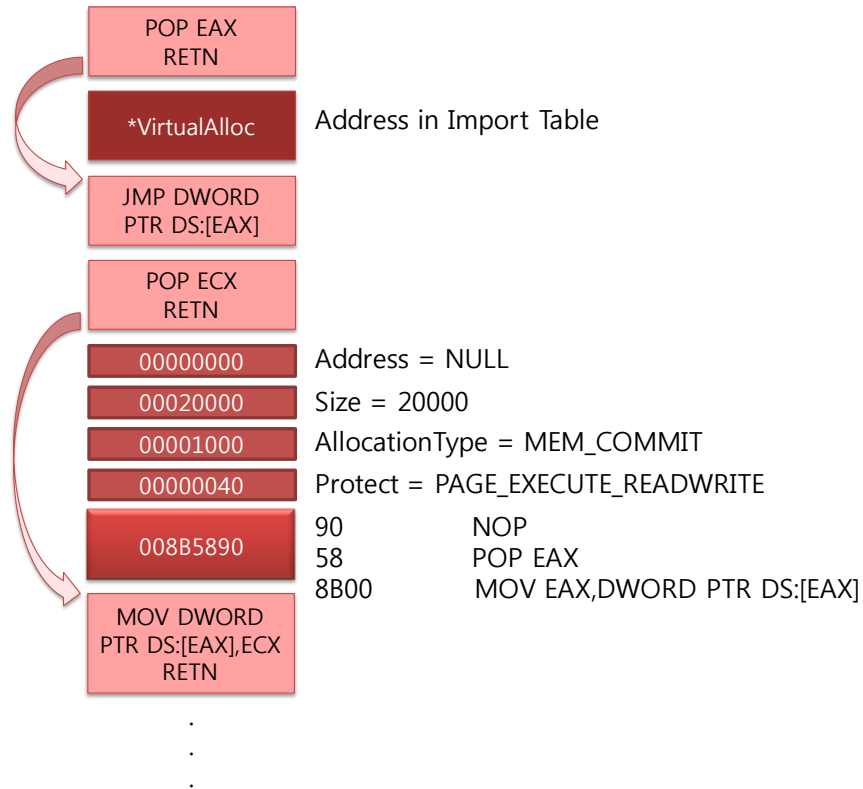 POP EAX
RETN
*VirtualAlloc
Address in Import Table
JMP DWORD
PTR DS:[EAX]
POP ECX
RETN
00000000
Address = NULL
00020000
Size = 20000
00001000
AllocationType = MEM_COMMIT
00000040
Protect = PAGE_EXECUTE_READWRITE
008B5890
90 NOP
58 POP EAX
8B00 MOV EAX,DWORD PTR DS:[EAX]
MOV DWORD
PTR DS:[EAX],ECX
RETN
.
.
.